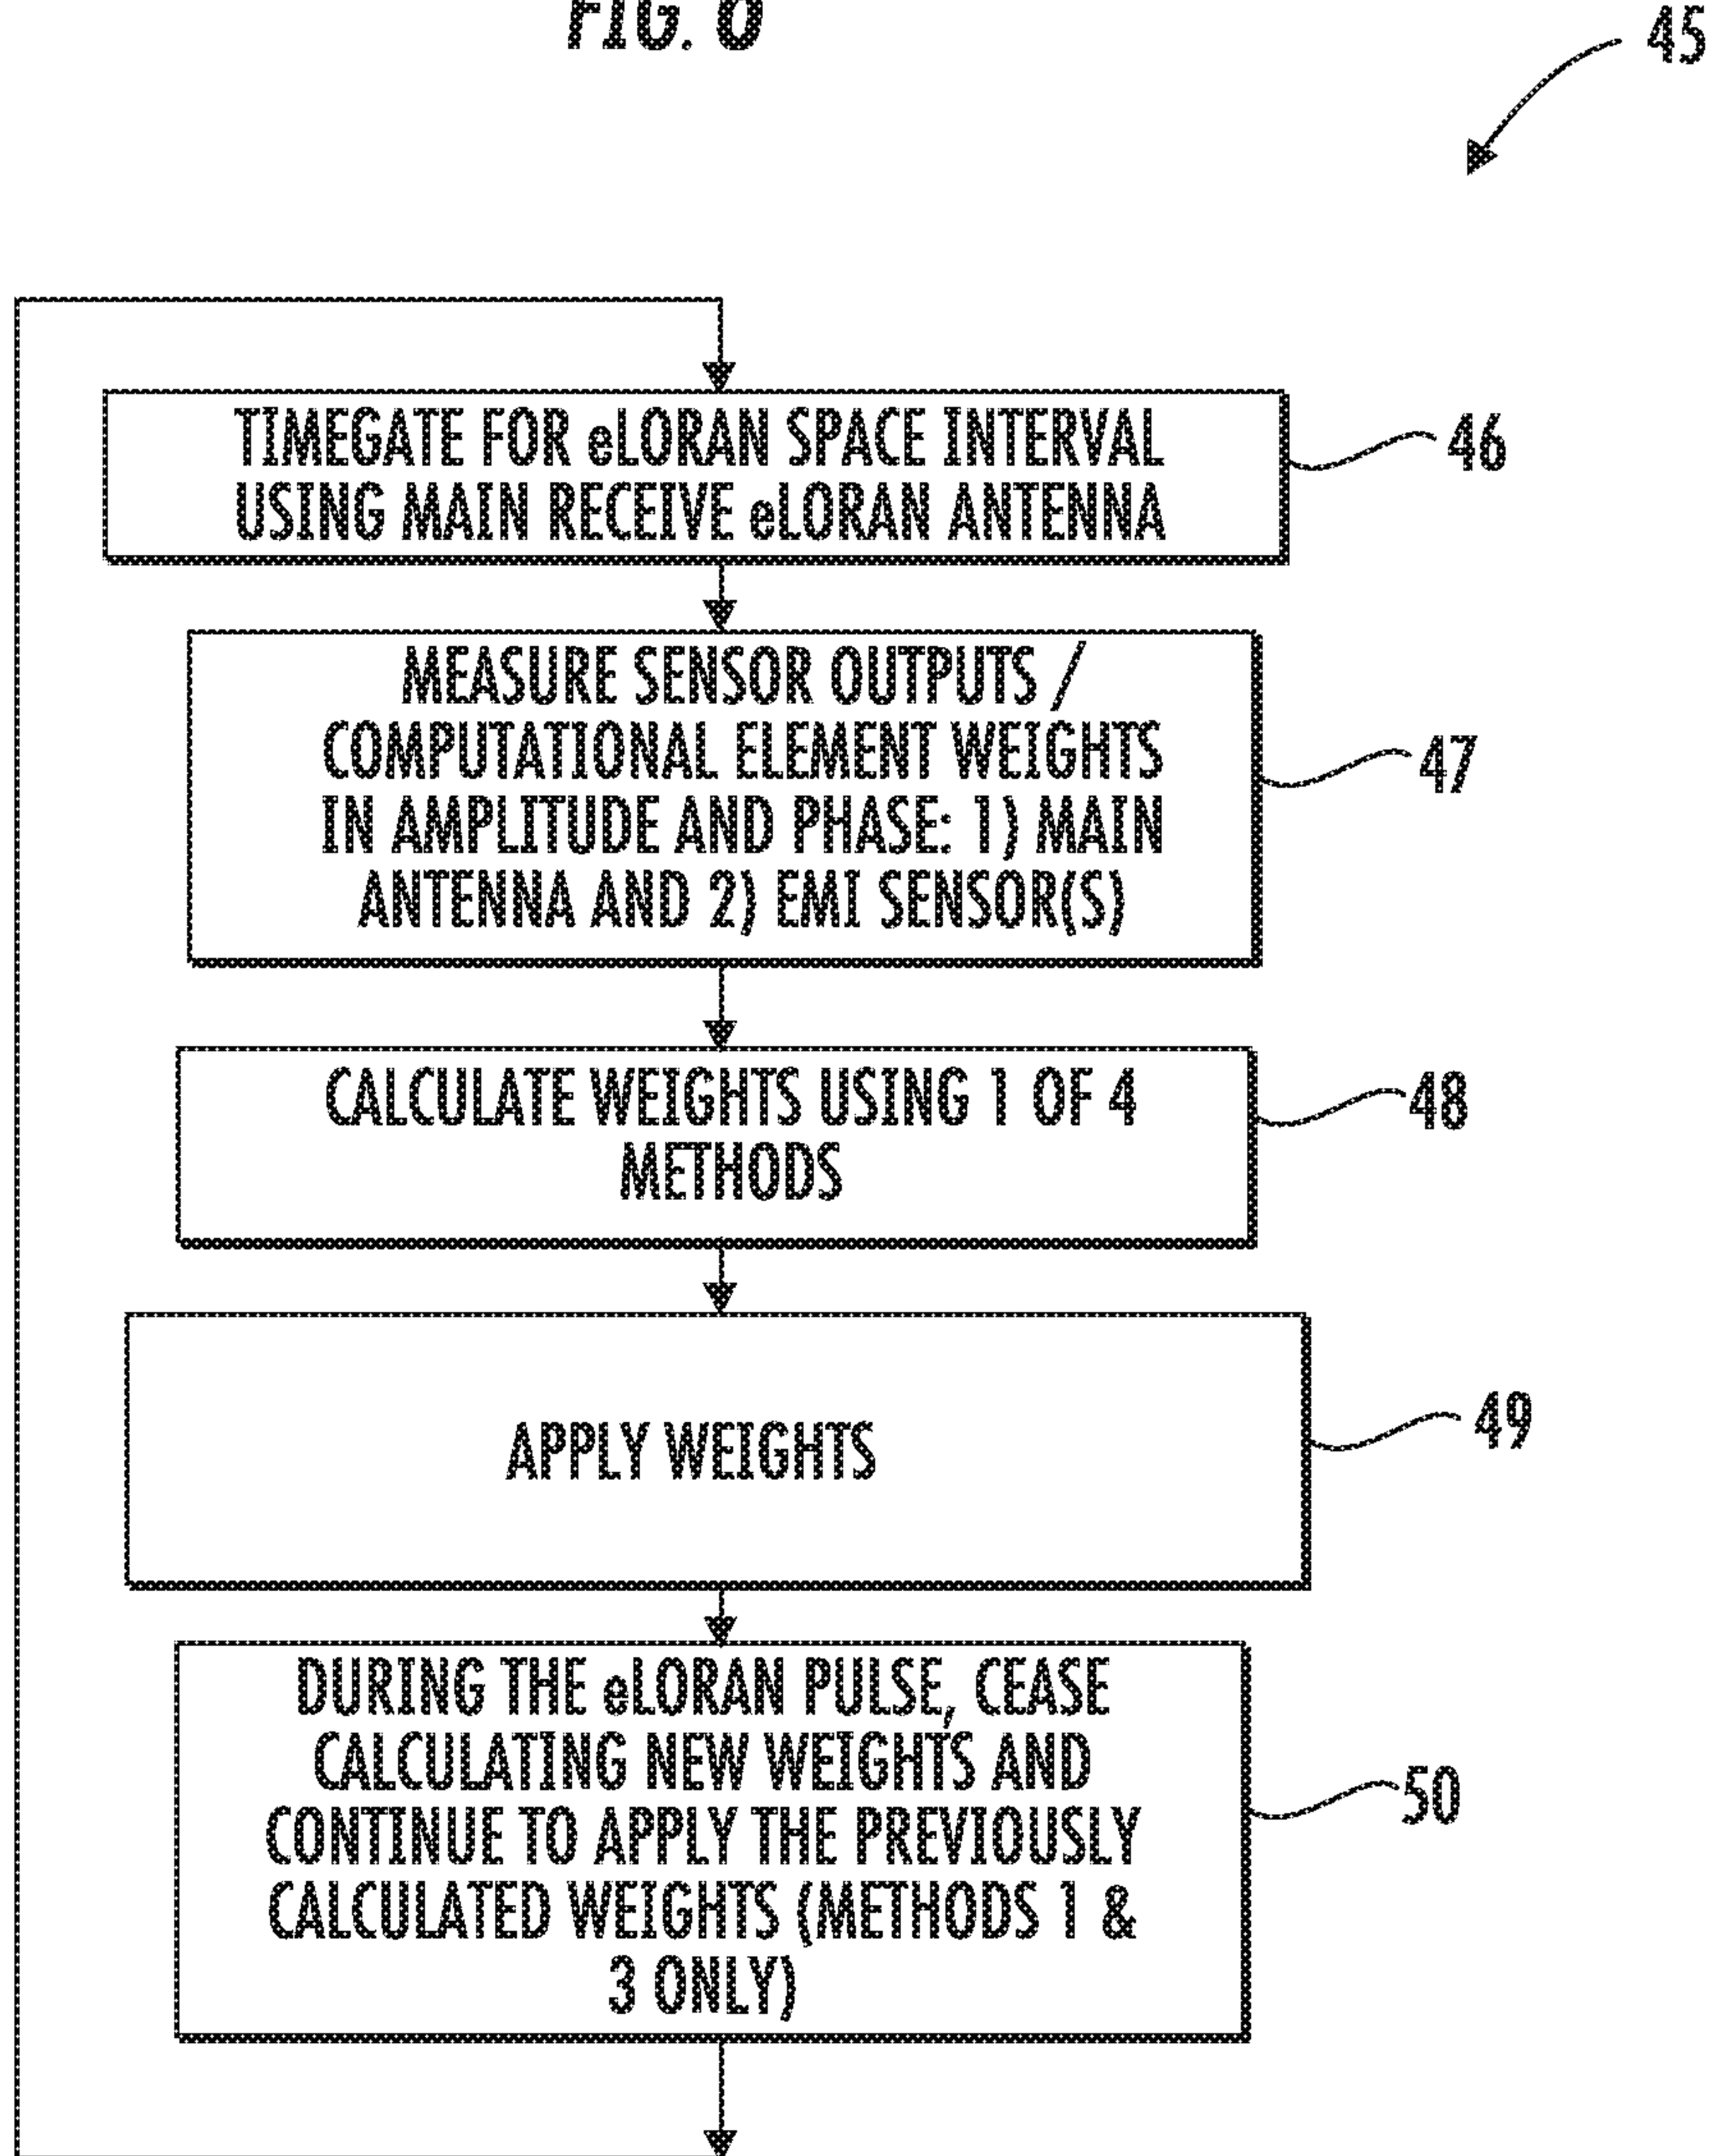 FIG. 6
45
TIMEGATE FOR eLORAN SPACE INTERVAL
USING MAIN RECEIVE eLORAN ANTENNA
46
MEASURE SENSOR OUTPUTS /
COMPUTATIONAL ELEMENT WEIGHTS
IN AMPLITUDE AND PHASE: 1) MAIN
ANTENNA AND 2) EMI SENSOR(S)
47
CALCULATE WEIGHTS USING 1 OF 4
METHODS
48
APPLY WEIGHTS
49
DURING THE eLORAN PULSE, CEASE
CALCULATING NEW WEIGHTS AND
CONTINUE TO APPLY THE PREVIOUSLY
CALCULATED WEIGHTS (METHODS 1 &
3 ONLY)
50